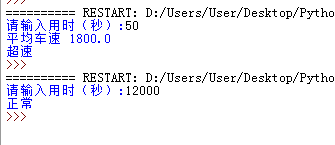 >>>
========== RESTART: D:/Users/User/Desktop/Pytho
请输入用时（秒）:50
平均车速 1800.0
超速
>>>
========== RESTART: D:/Users/User/Desktop/Pytho
请输入用时（秒）:12000
正常
>>>